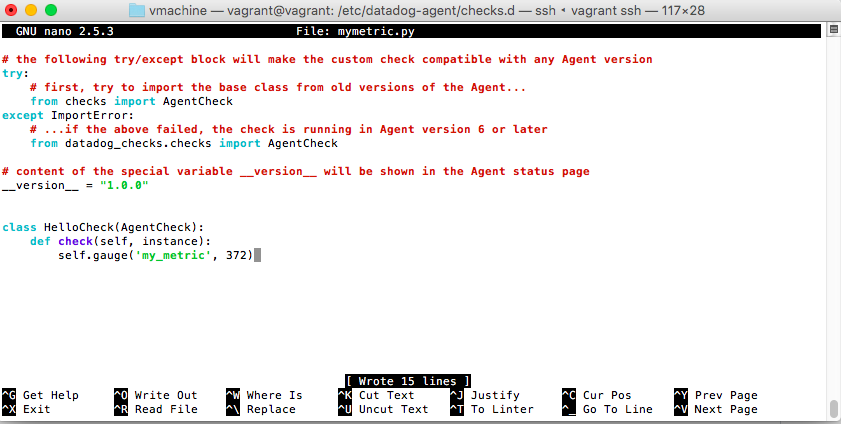 vmachine — vagrant@vagrant: /etc/datadog-agent/checks.d — ssh ◂ vagrant ssh — 117×28
GNU nano 2.5.3 File: mymetric.py
# the following try/except block will make the custom check compatible with any Agent version
try:
    # first, try to import the base class from old versions of the Agent...
    from checks import AgentCheck
except ImportError:
    # ...if the above failed, the check is running in Agent version 6 or later
    from datadog_checks.checks import AgentCheck
# content of the special variable __version__ will be shown in the Agent status page
__version__ = "1.0.0"
class HelloCheck(AgentCheck):
    def check(self, instance):
        self.gauge('my_metric', 372)
[ Wrote 15 lines ]
^G Get Help ^O Write Out ^W Where Is ^K Cut Text ^J Justify ^C Cur Pos ^Y Prev Page
^X Exit ^R Read File ^\ Replace ^U Uncut Text ^T To Linter ^_ Go To Line ^V Next Page